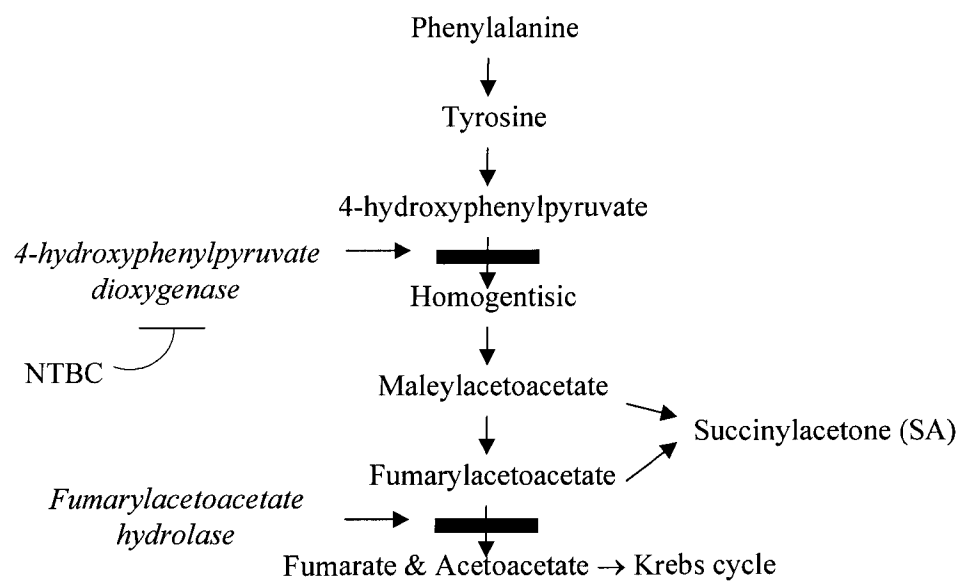 Phenylalanine
Tyrosine
4-hydroxyphenylpyruvate
4-hydroxyphenylpyruvate
dioxygenase
Homogentisic
NTBC
Maleylacetoacetate
Succinylacetone (SA)
Fumarylacetoacetate
Fumarylacetoacetate
hydrolase
Fumarate & Acetoacetate → Krebs cycle